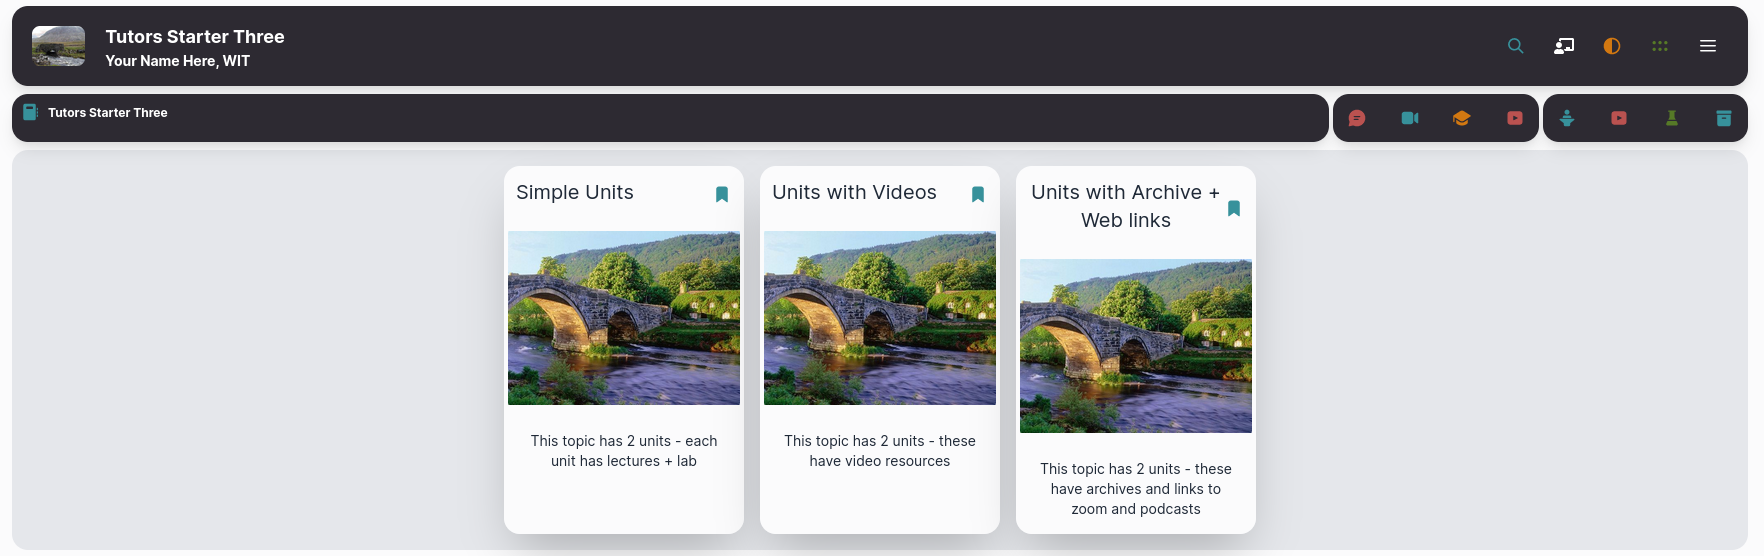 Tutors Starter Three
Your Name Here, WIT
Tutors Starter Three
Simple Units
Units with Videos
Units with Archive +
Web links
This topic has 2 units - each
unit has lectures + lab
This topic has 2 units - these
have video resources
This topic has 2 units - these
have archives and links to
zoom and podcasts